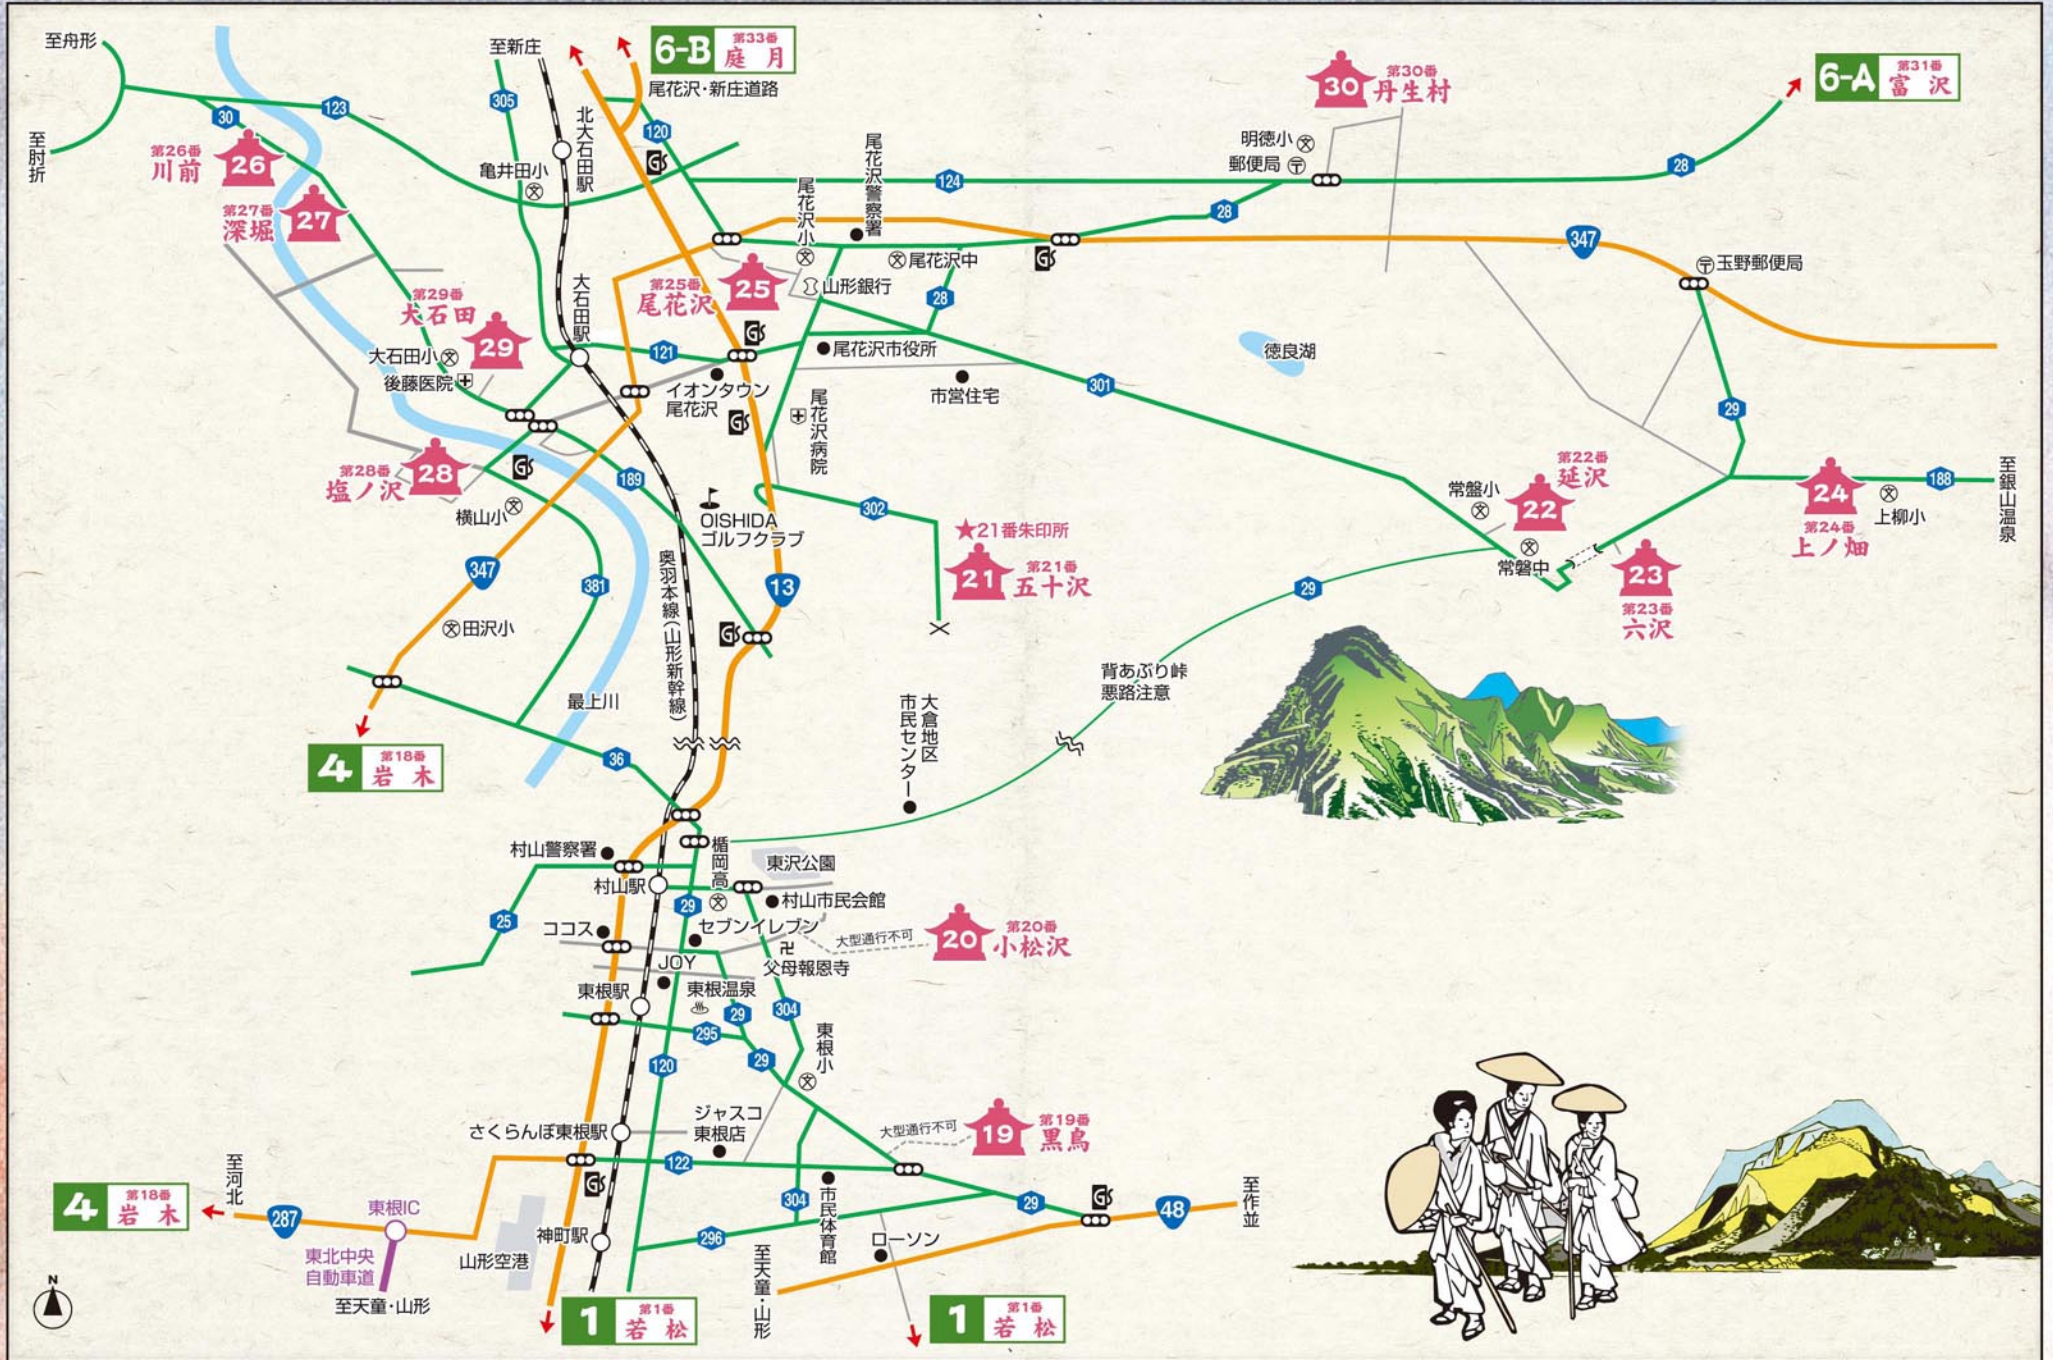 至舟形
至肘折
至新庄
6-B
第33番
庭月
尾花沢・新庄道路
6-A
第31番
富沢
30
第30番
丹生村
明徳小
郵便局
28
124
28
347
玉野郵便局
30
123
305
北大石田駅
120
GS
亀井田小
第26番
川前
26
第27番
深堀
27
尾花沢警察署
尾花沢小
尾花沢中
GS
第25番
尾花沢
25
山形銀行
28
大石田駅
第29番
大石田
29
大石田小
後藤医院
121
GS
尾花沢市役所
イオンタウン
尾花沢
市営住宅
徳良湖
301
29
GS
尾花沢病院
第28番
塩ノ沢
28
GS
横山小
189
OISHIDA
ゴルフクラブ
302
★21番朱印所
21
第21番
五十沢
常盤小
22
第22番
延沢
常磐中
23
第23番
六沢
24
第24番
上ノ畑
上柳小
188
至銀山温泉
347
田沢小
381
最上川
奥羽本線(山形新幹線)
13
GS
29
背あぶり峠
悪路注意
大倉地区
市民センター
4
第18番
岩木
36
村山警察署
村山駅
楯岡高
東沢公園
村山市民会館
29
25
ココス
セブンイレブン
JOY
卍
父母報恩寺
大型通行不可
20
第20番
小松沢
東根駅
東根温泉
29
304
295
29
東根小
120
さくらんぼ東根駅
ジャスコ
東根店
大型通行不可
19
第19番
黒鳥
122
GS
4
第18番
岩木
至河北
287
東根IC
東北中央
自動車道
至天童・山形
山形空港
神町駅
304
市民体育館
296
ローソン
29
GS
48
至作並
至天童・山形
N
1
第1番
若松
1
第1番
若松